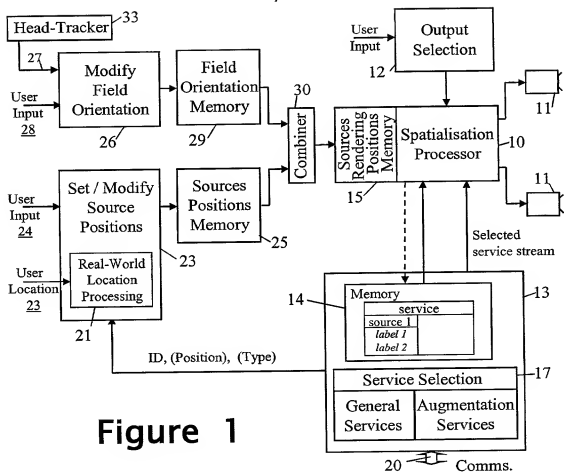 Head-Tracker
33
27
User
Input
28
Modify
Field
Orientation
26
Field
Orientation
Memory
29
30
Combiner
User
Input
Output
Selection
12
11
Sources
Rendering
Positions
Memory
15
Spatialisation
Processor
10
11
User
Input
24
Set / Modify
Source
Positions
23
Sources
Positions
Memory
25
User
Location
23
Real-World
Location
Processing
21
Selected
service stream
14
Memory
service
source 1
label 1
label 2
13
ID, (Position), (Type)
17
Service Selection
General
Services
Augmentation
Services
20
Comms.
Figure 1